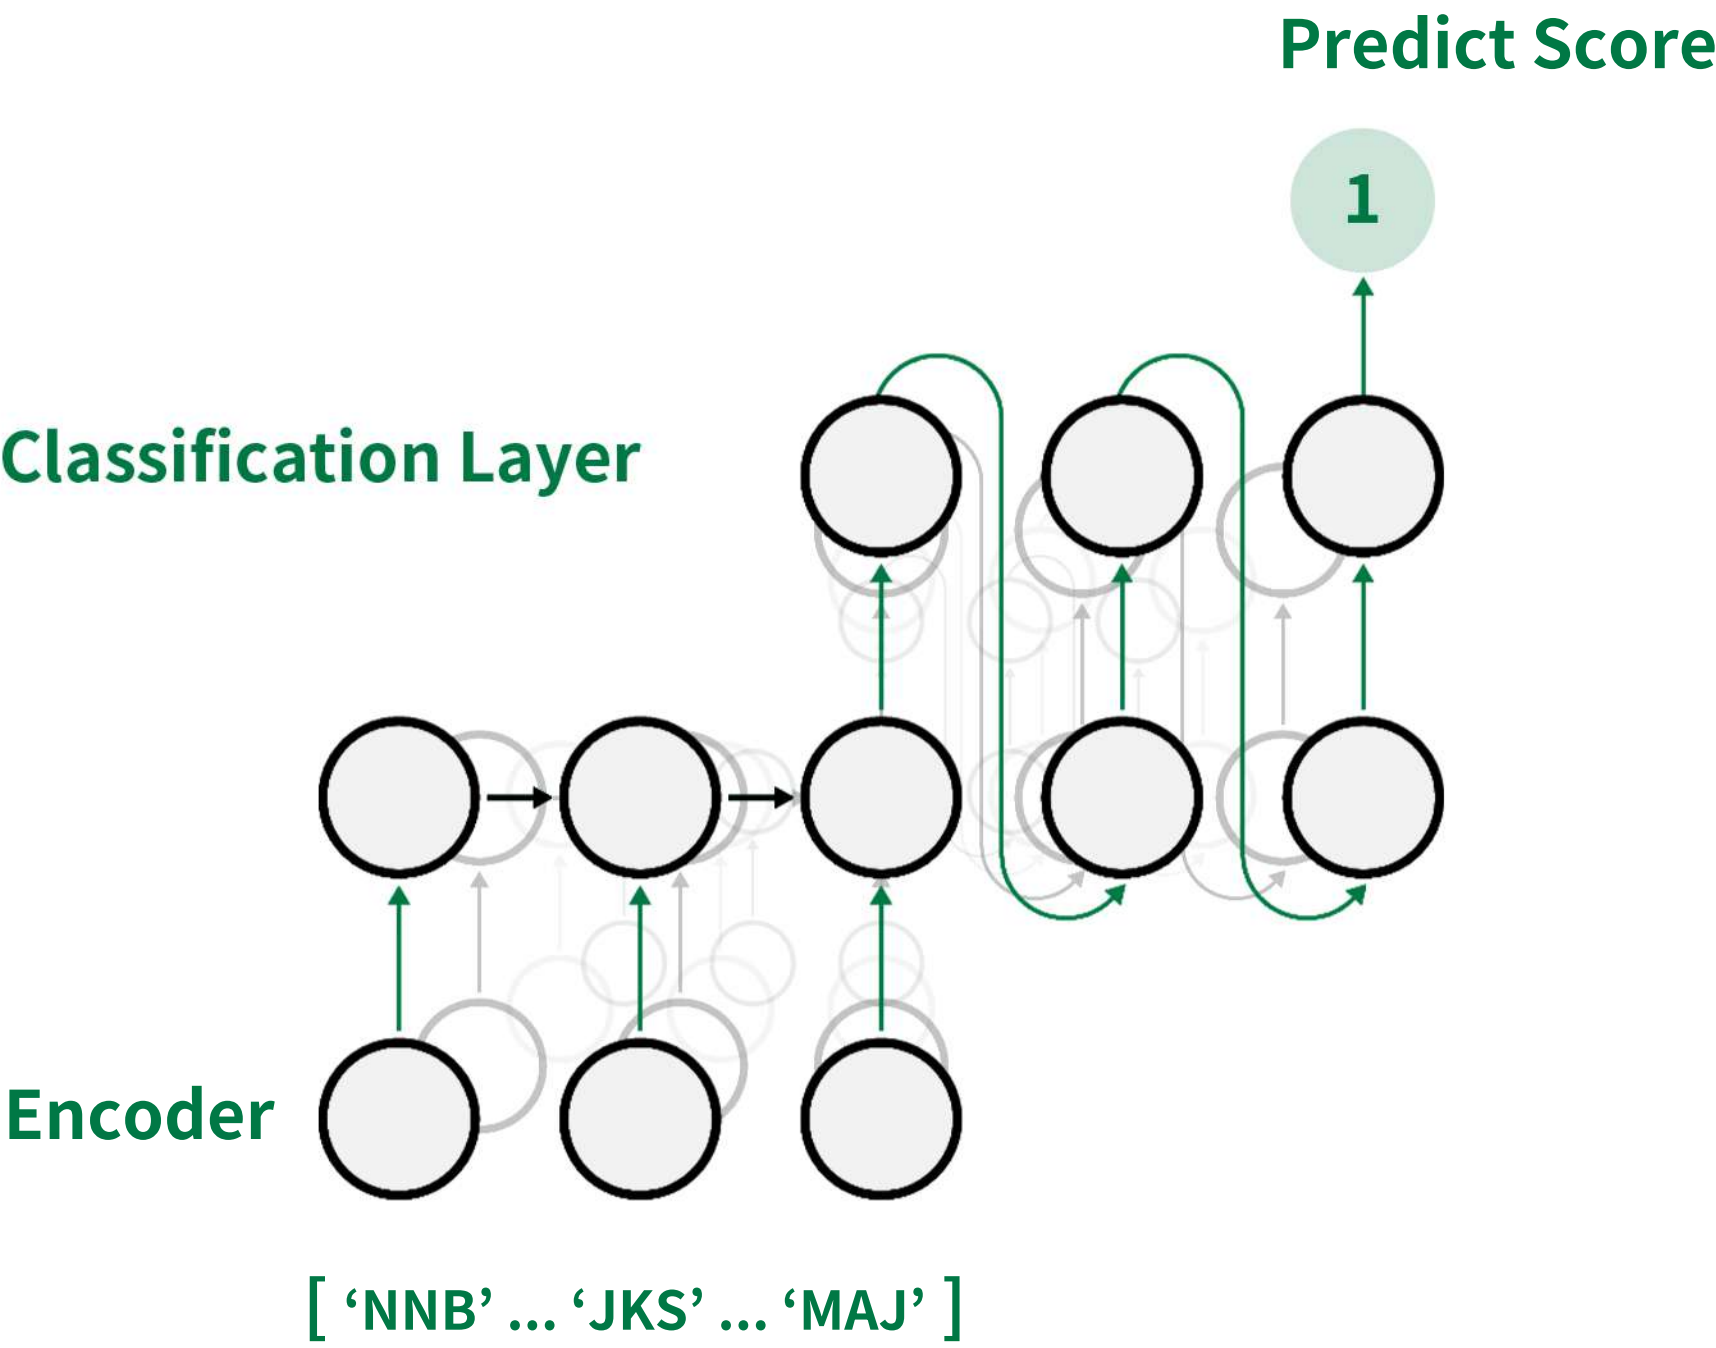 Predict Score
1
Classification Layer
Encoder
[ ‘NNB’ ... ‘JKS’ ... ‘MAJ’ ]